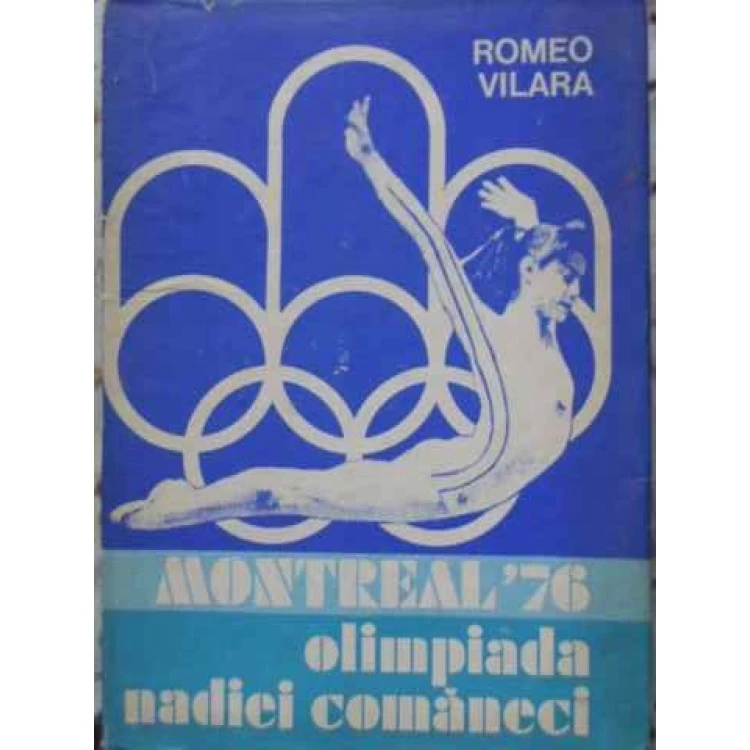 ROMEO
VILARA
MONTREAL '76
olimpiada
nadiei comăneci